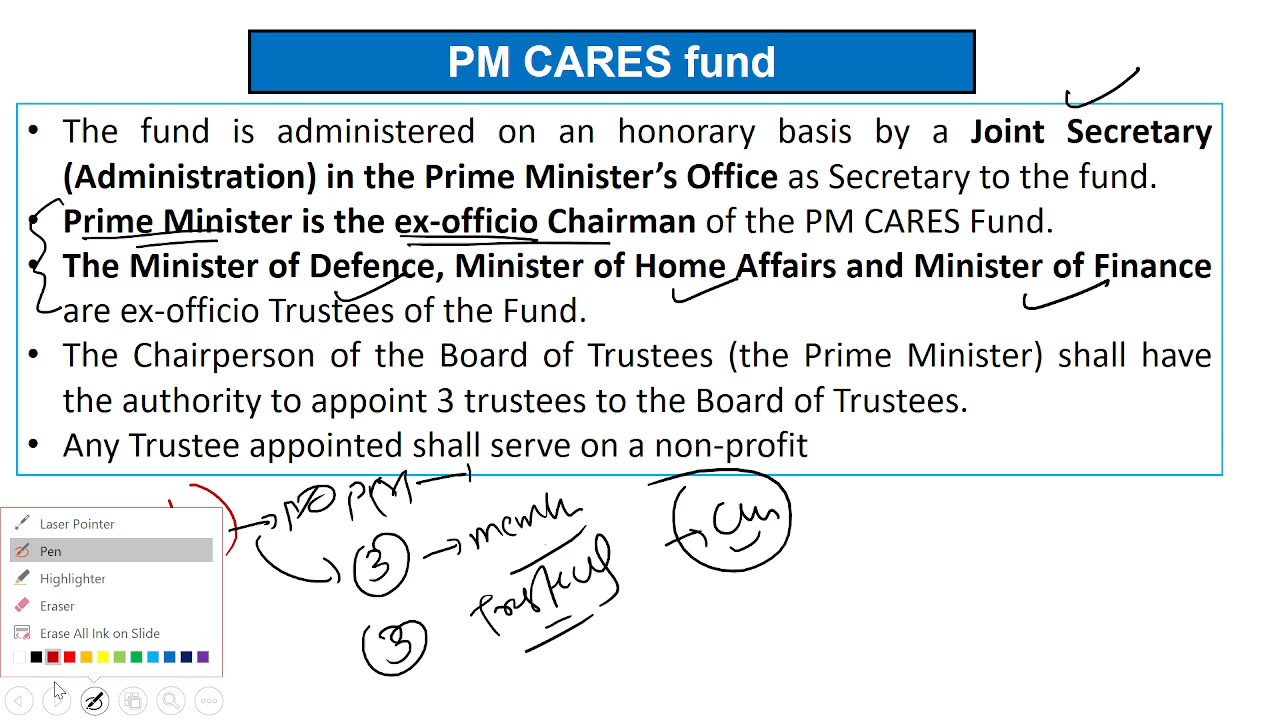 PM CARES fund
• The fund is administered on an honorary basis by a Joint Secretary
(Administration) in the Prime Minister’s Office as Secretary to the fund.
• Prime Minister is the ex-officio Chairman of the PM CARES Fund.
• The Minister of Defence, Minister of Home Affairs and Minister of Finance
are ex-officio Trustees of the Fund.
• The Chairperson of the Board of Trustees (the Prime Minister) shall have
the authority to appoint 3 trustees to the Board of Trustees.
• Any Trustee appointed shall serve on a non-profit
PM
3
3
Laser Pointer
Pen
Highlighter
Eraser
Erase All Ink on Slide